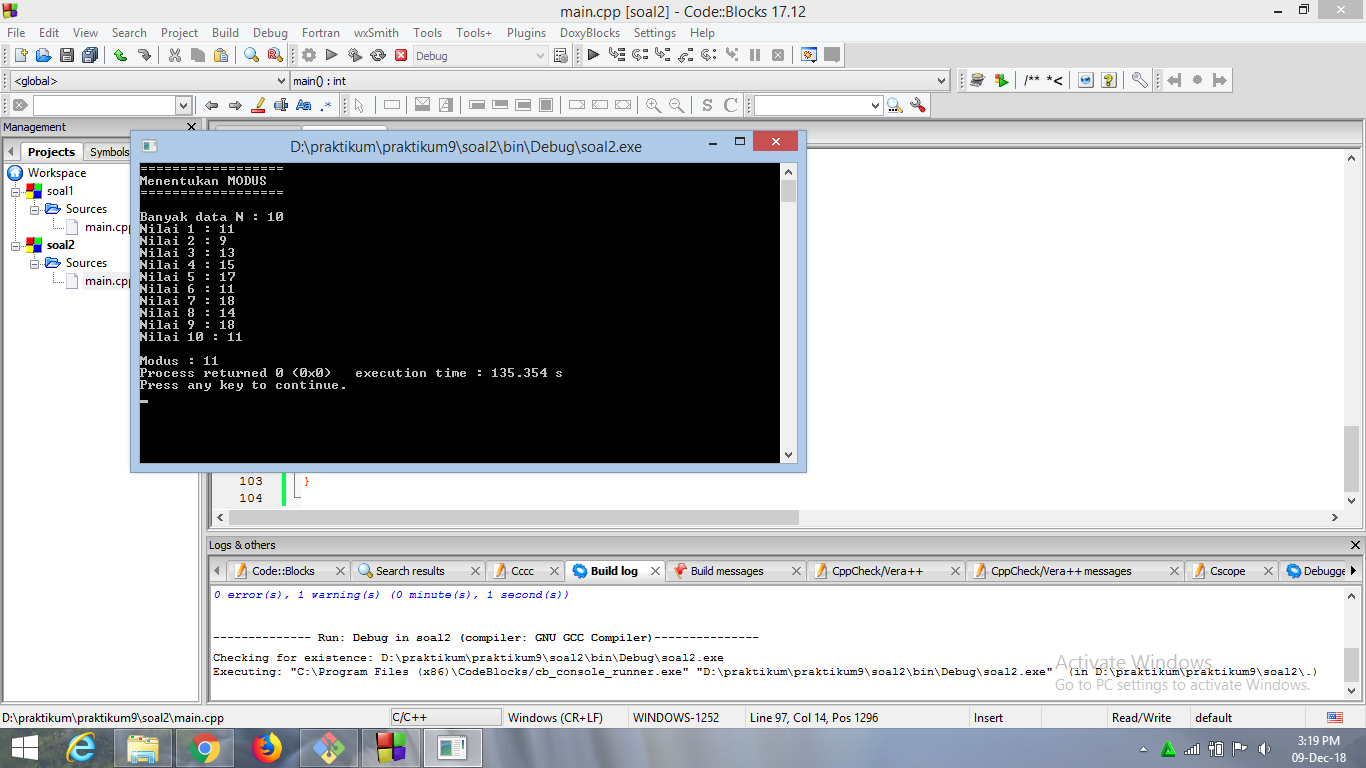 main.cpp [soal2] - Code::Blocks 17.12
File Edit View Search Project Build Debug Fortran wxSmith Tools Tools+ Plugins DoxyBlocks Settings Help
Debug
<global> main() : int
/** *<
Aa .*
S C
Management
Projects Symbols
Workspace
soal1
Sources
main.cpp
soal2
Sources
main.cpp
D:\praktikum\praktikum9\soal2\bin\Debug\soal2.exe
==================
Menentukan MODUS
==================
Banyak data N : 10
Nilai 1 : 11
Nilai 2 : 9
Nilai 3 : 13
Nilai 4 : 15
Nilai 5 : 17
Nilai 6 : 11
Nilai 7 : 18
Nilai 8 : 14
Nilai 9 : 18
Nilai 10 : 11
Modus : 11
Process returned 0 (0x0) execution time : 135.354 s
Press any key to continue.
103 }
104
Logs & others
Code::Blocks Search results Cccc Build log Build messages CppCheck/Vera++ CppCheck/Vera++ messages Cscope Debugge
0 error(s), 1 warning(s) (0 minute(s), 1 second(s))
-------------- Run: Debug in soal2 (compiler: GNU GCC Compiler)---------------
Checking for existence: D:\praktikum\praktikum9\soal2\bin\Debug\soal2.exe
Executing: "C:\Program Files (x86)\CodeBlocks/cb_console_runner.exe" "D:\praktikum\praktikum9\soal2\bin\Debug\soal2.exe" (in D:\praktikum\praktikum9\soal2\.)
Activate Windows
Go to PC settings to activate Windows.
D:\praktikum\praktikum9\soal2\main.cpp C/C++ Windows (CR+LF) WINDOWS-1252 Line 97, Col 14, Pos 1296 Insert Read/Write default
3:19 PM
09-Dec-18